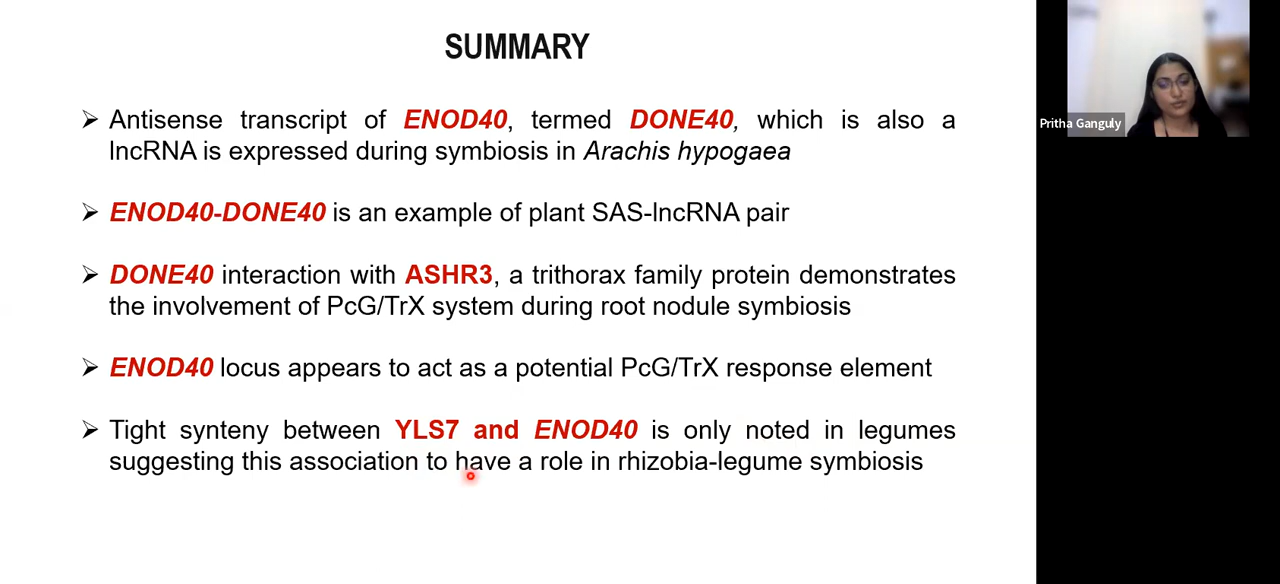 SUMMARY
➢ Antisense transcript of ENOD40, termed DONE40, which is also a
lncRNA is expressed during symbiosis in Arachis hypogaea
➢ ENOD40-DONE40 is an example of plant SAS-lncRNA pair
➢ DONE40 interaction with ASHR3, a trithorax family protein demonstrates
the involvement of PcG/TrX system during root nodule symbiosis
➢ ENOD40 locus appears to act as a potential PcG/TrX response element
➢ Tight synteny between YLS7 and ENOD40 is only noted in legumes
suggesting this association to have a role in rhizobia-legume symbiosis
Pritha Ganguly